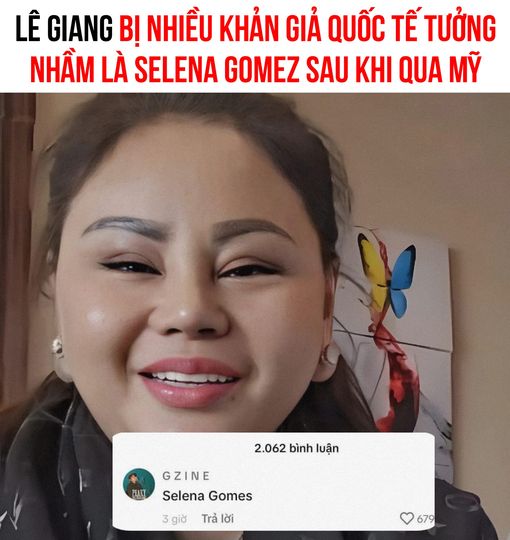 LÊ GIANG BỊ NHIỀU KHÁN GIẢ QUỐC TẾ TƯỞNG
NHẦM LÀ SELENA GOMEZ SAU KHI QUA MỸ
2.062 bình luận
GZINE
Selena Gomes
3 giờ Trả lời 679